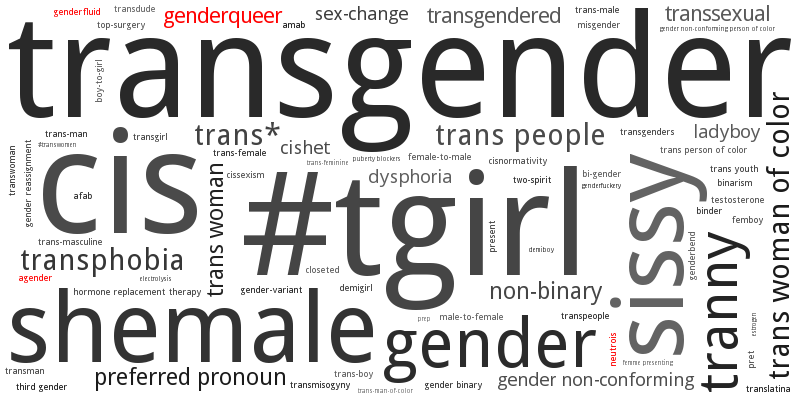 genderfluid
transdude
genderqueer
sex-change
transgendered
trans-male
transsexual
top-surgery
amab
misgender
gender non-conforming person of color
transgender
boy-to-girl
trans-man
transgirl
trans*
trans people
transgenders
ladyboy
#transwomen
trans-female
cishet
trans-feminine
puberty blockers
female-to-male
cisnormativity
trans person of color
transwoman
gender reassignment
cis
afab
cissexism
trans woman
#tgirl
dysphoria
two-spirit
bi-gender
genderfuckery
sissy
trans youth
binarism
testosterone
binder
femboy
trans woman of color
trans-masculine
transphobia
present
demiboy
genderbend
tranny
agender
electrolysis
closeted
hormone replacement therapy
gender-variant
demigirl
non-binary
shemale
prep
male-to-female
transpeople
gender
neutrois
estrogen
pret
femme presenting
transman
third gender
preferred pronoun
trans-boy
transmisogyny
trans-man-of-color
gender binary
gender non-conforming
translatina